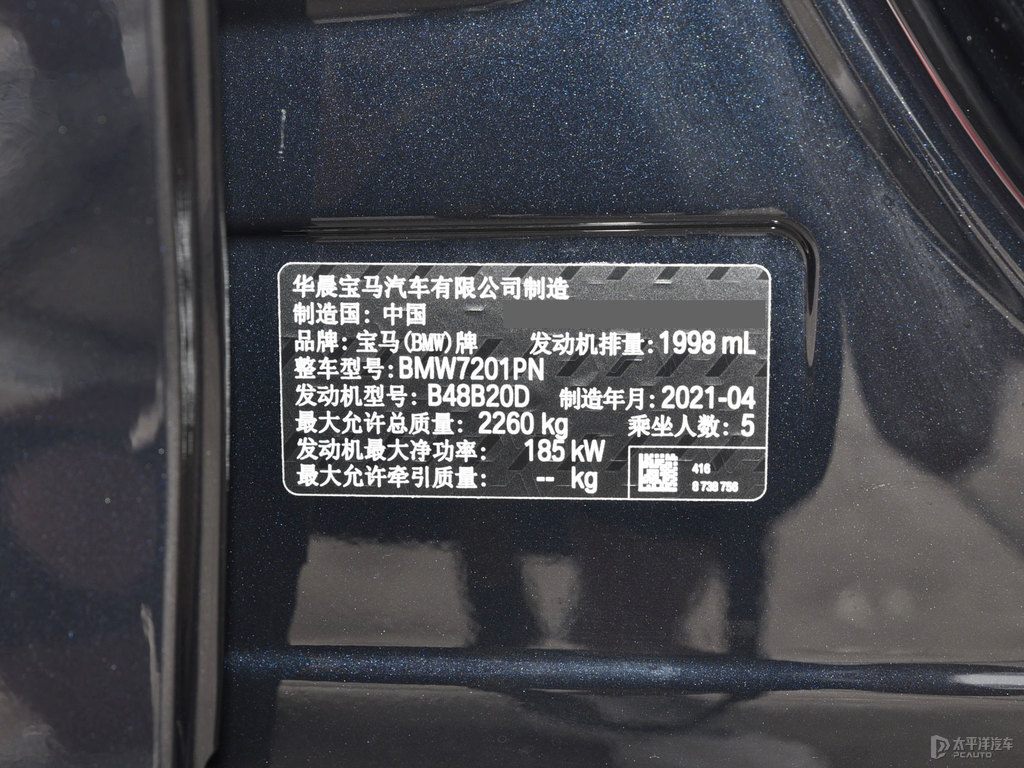 华晨宝马汽车有限公司制造
制造国：中国
品牌：宝马(BMW)牌 发动机排量：1998 mL
整车型号：BMW7201PN
发动机型号：B48B20D 制造年月：2021-04
最大允许总质量：2260 kg 乘坐人数：5
发动机最大净功率：185 kW
最大允许牵引质量：-- kg
416
8 738 756
太平洋汽车
PCAUTO